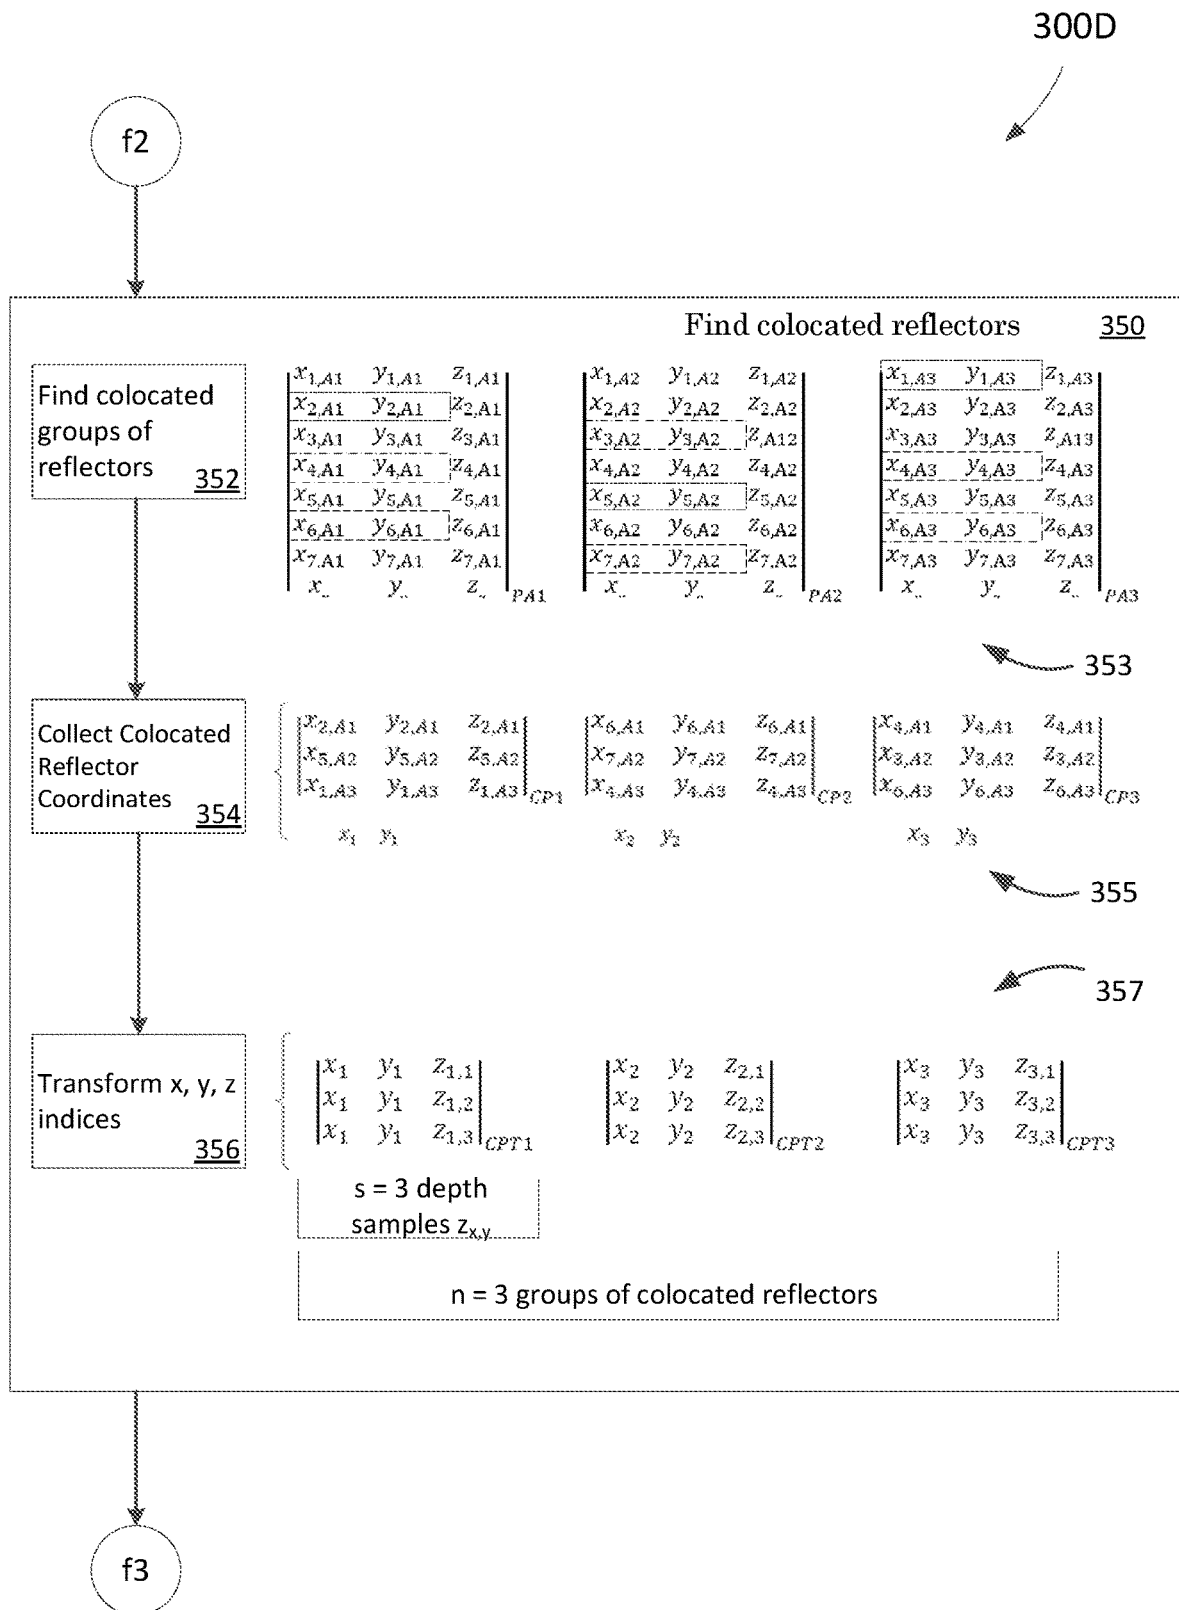 300D
f2
Find colocated reflectors 350
Find colocated
groups of
reflectors 352
x1,A1 y1,A1 z1,A1
x2,A1 y2,A1 z2,A1
x3,A1 y3,A1 z3,A1
x4,A1 y4,A1 z4,A1
x5,A1 y5,A1 z5,A1
x6,A1 y6,A1 z6,A1
x7,A1 y7,A1 z7,A1
x.. y.. z.. PA1
x1,A2 y1,A2 z1,A2
x2,A2 y2,A2 z2,A2
x3,A2 y3,A2 z,A12
x4,A2 y4,A2 z4,A2
x5,A2 y5,A2 z5,A2
x6,A2 y6,A2 z6,A2
x7,A2 y7,A2 z7,A2
x.. y.. z.. PA2
x1,A3 y1,A3 z1,A3
x2,A3 y2,A3 z2,A3
x3,A3 y3,A3 z,A13
x4,A3 y4,A3 z4,A3
x5,A3 y5,A3 z5,A3
x6,A3 y6,A3 z6,A3
x7,A3 y7,A3 z7,A3
x.. y.. z.. PA3
353
Collect Colocated
Reflector
Coordinates 354
x2,A1 y2,A1 z2,A1
x5,A2 y5,A2 z5,A2
x1,A3 y1,A3 z1,A3 CP1
x1 y1
x6,A1 y6,A1 z6,A1
x7,A2 y7,A2 z7,A2
x4,A3 y4,A3 z4,A3 CP2
x2 y2
x4,A1 y4,A1 z4,A1
x3,A2 y3,A2 z3,A2
x6,A3 y6,A3 z6,A3 CP3
x3 y3
355
357
Transform x, y, z
indices
356
x1 y1 z1,1
x1 y1 z1,2
x1 y1 z1,3 CPT1
x2 y2 z2,1
x2 y2 z2,2
x2 y2 z2,3 CPT2
x3 y3 z3,1
x3 y3 z3,2
x3 y3 z3,3 CPT3
s = 3 depth
samples zx,y
n = 3 groups of colocated reflectors
f3